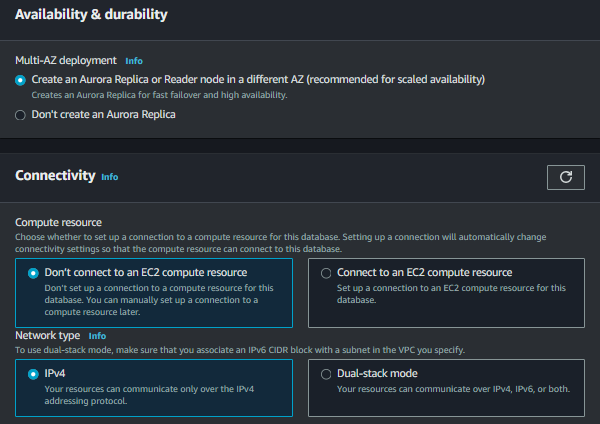 Availability & durability
Multi-AZ deployment Info
Create an Aurora Replica or Reader node in a different AZ (recommended for scaled availability)
Creates an Aurora Replica for fast failover and high availability.
Don't create an Aurora Replica
Connectivity Info
Compute resource
Choose whether to set up a connection to a compute resource for this database. Setting up a connection will automatically change
connectivity settings so that the compute resource can connect to this database.
Don't connect to an EC2 compute resource
Don't set up a connection to a compute resource for this
database. You can manually set up a connection to a
compute resource later.
Connect to an EC2 compute resource
Set up a connection to an EC2 compute resource for this
database.
Network type Info
To use dual-stack mode, make sure that you associate an IPv6 CIDR block with a subnet in the VPC you specify.
IPv4
Your resources can communicate only over the IPv4
addressing protocol.
Dual-stack mode
Your resources can communicate over IPv4, IPv6, or both.